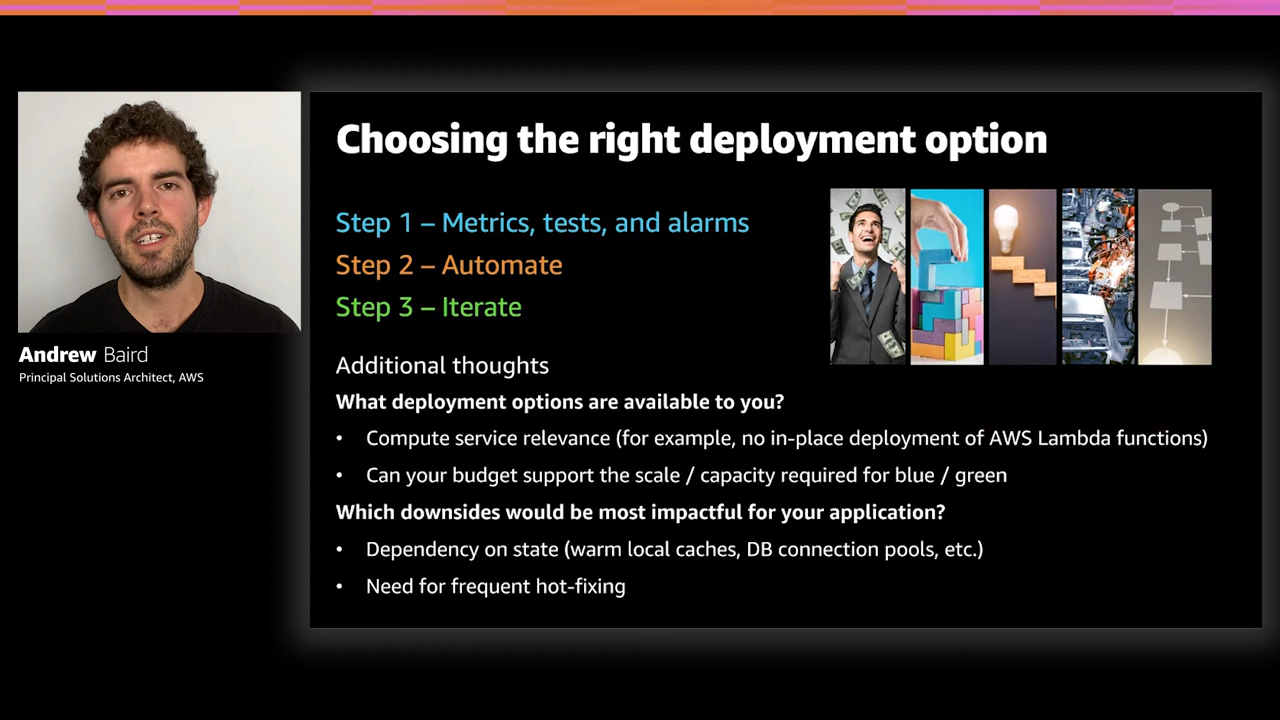 Choosing the right deployment option
Step 1 – Metrics, tests, and alarms
Step 2 – Automate
Step 3 – Iterate
Additional thoughts
What deployment options are available to you?
• Compute service relevance (for example, no in-place deployment of AWS Lambda functions)
• Can your budget support the scale / capacity required for blue / green
Which downsides would be most impactful for your application?
• Dependency on state (warm local caches, DB connection pools, etc.)
• Need for frequent hot-fixing
Andrew Baird
Principal Solutions Architect, AWS